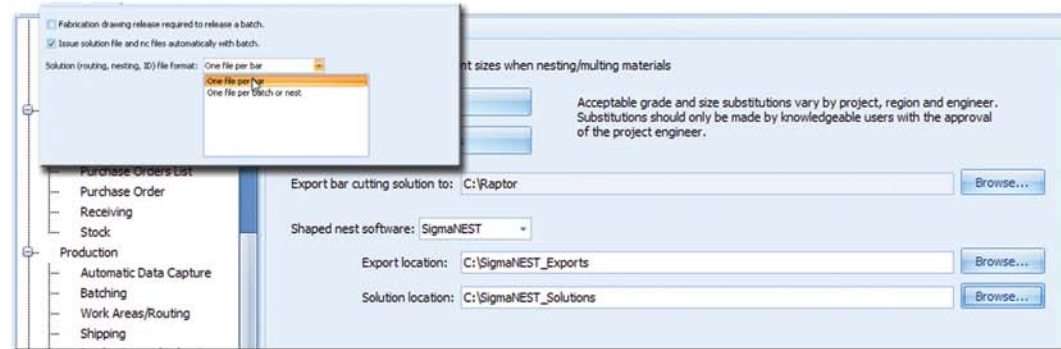 Fabrication drawing release required to release a batch.
Issue solution file and nc files automatically with batch.
Solution (routing, nesting, ID) file format: One file per bar
One file per bar
One file per batch or nest
nt sizes when nesting/multing materials
Acceptable grade and size substitutions vary by project, region and engineer.
Substitutions should only be made by knowledgeable users with the approval
of the project engineer.
Purchase Orders List
Purchase Order
Receiving
Stock
Production
Automatic Data Capture
Batching
Work Areas/Routing
Shipping
Export bar cutting solution to: C:\Raptor Browse...
Shaped nest software: SigmaNEST
Export location: C:\SigmaNEST_Exports Browse...
Solution location: C:\SigmaNEST_Solutions Browse...